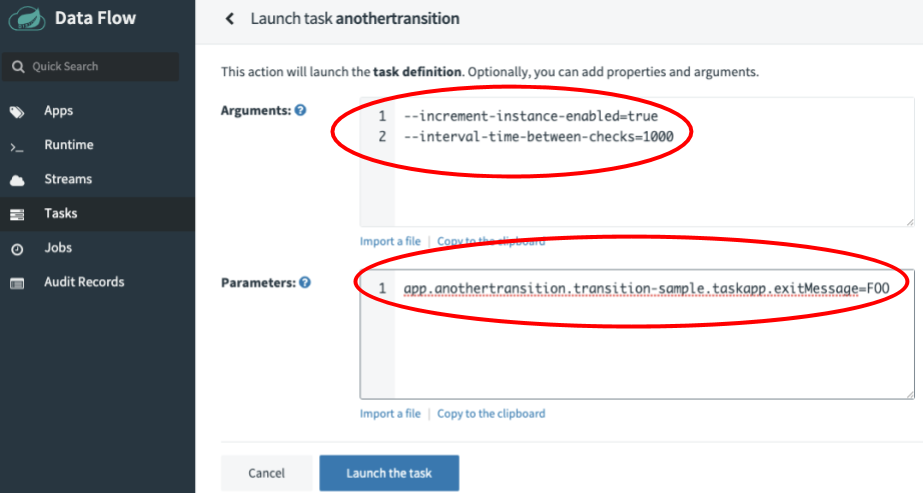 Data Flow
Quick Search
Apps
Runtime
Streams
Tasks
Jobs
Audit Records
Launch task anothertransition
This action will launch the task definition. Optionally, you can add properties and arguments.
Arguments:
1 --increment-instance-enabled=true
2 --interval-time-between-checks=1000
Import a file | Copy to the clipboard
Parameters:
1 app.anothertransition.transition-sample.taskapp.exitMessage=FOO
Import a file | Copy to the clipboard
Cancel
Launch the task